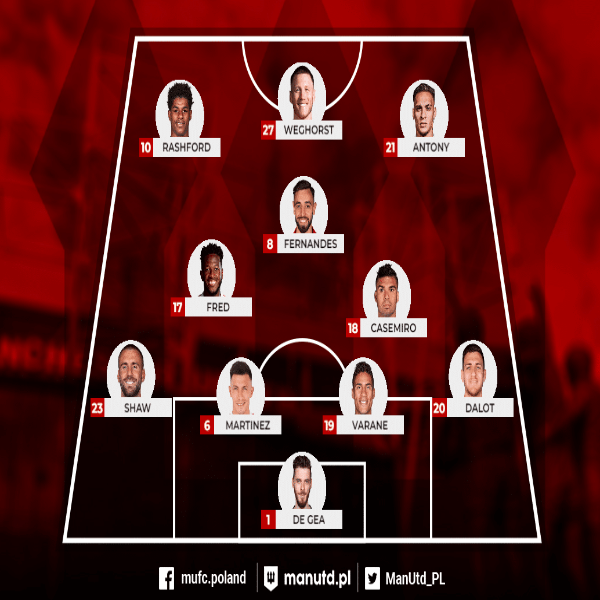 10 RASHFORD
27 WEGHORST
21 ANTONY
8 FERNANDES
17 FRED
18 CASEMIRO
23 SHAW
6 MARTINEZ
19 VARANE
20 DALOT
1 DE GEA
mufc.poland manutd.pl ManUtd_PL